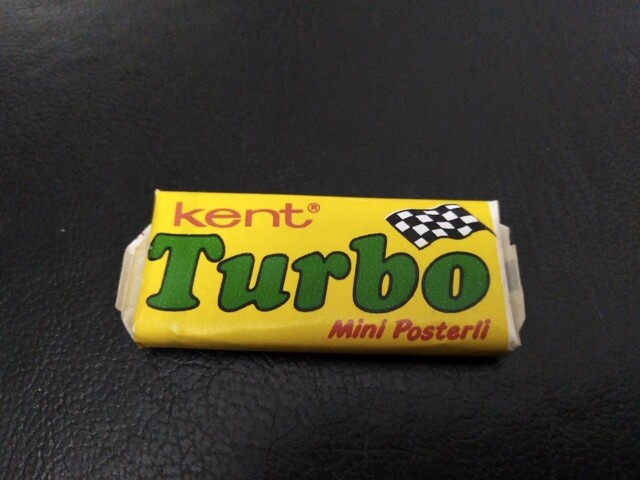 kent®
Turbo
Mini Posterli